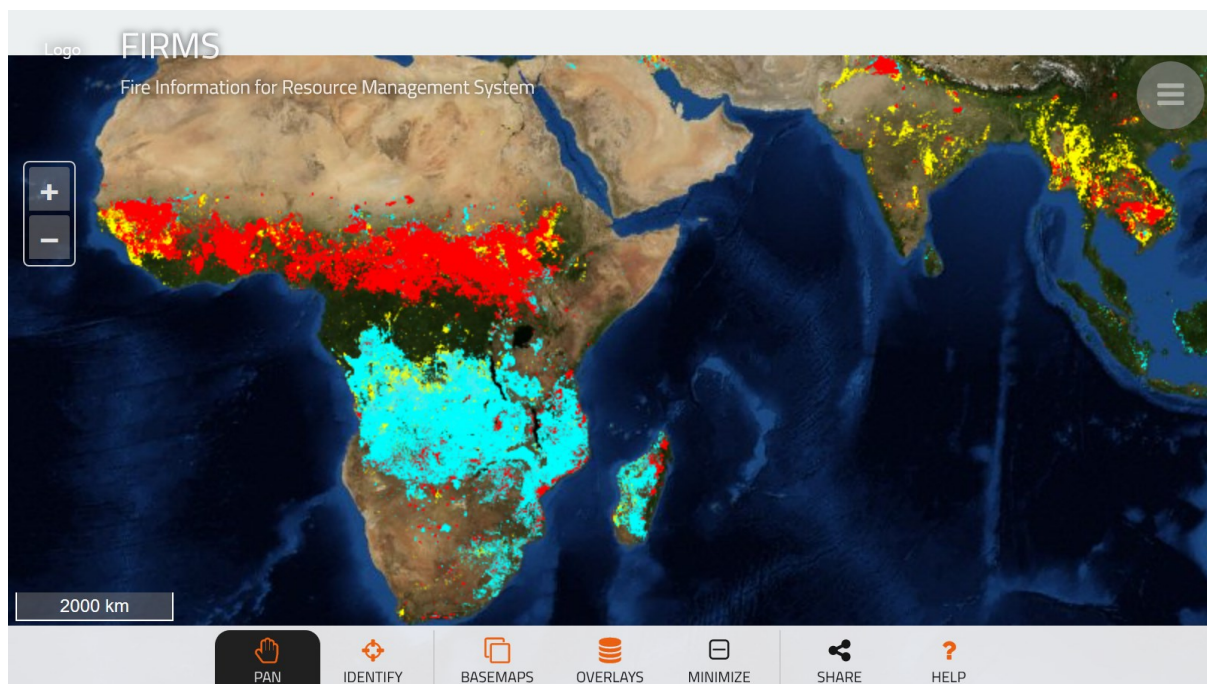 Logo
FIRMS
Fire Information for Resource Management System
+
−
2000 km
PAN
IDENTIFY
BASEMAPS
OVERLAYS
MINIMIZE
SHARE
?
HELP